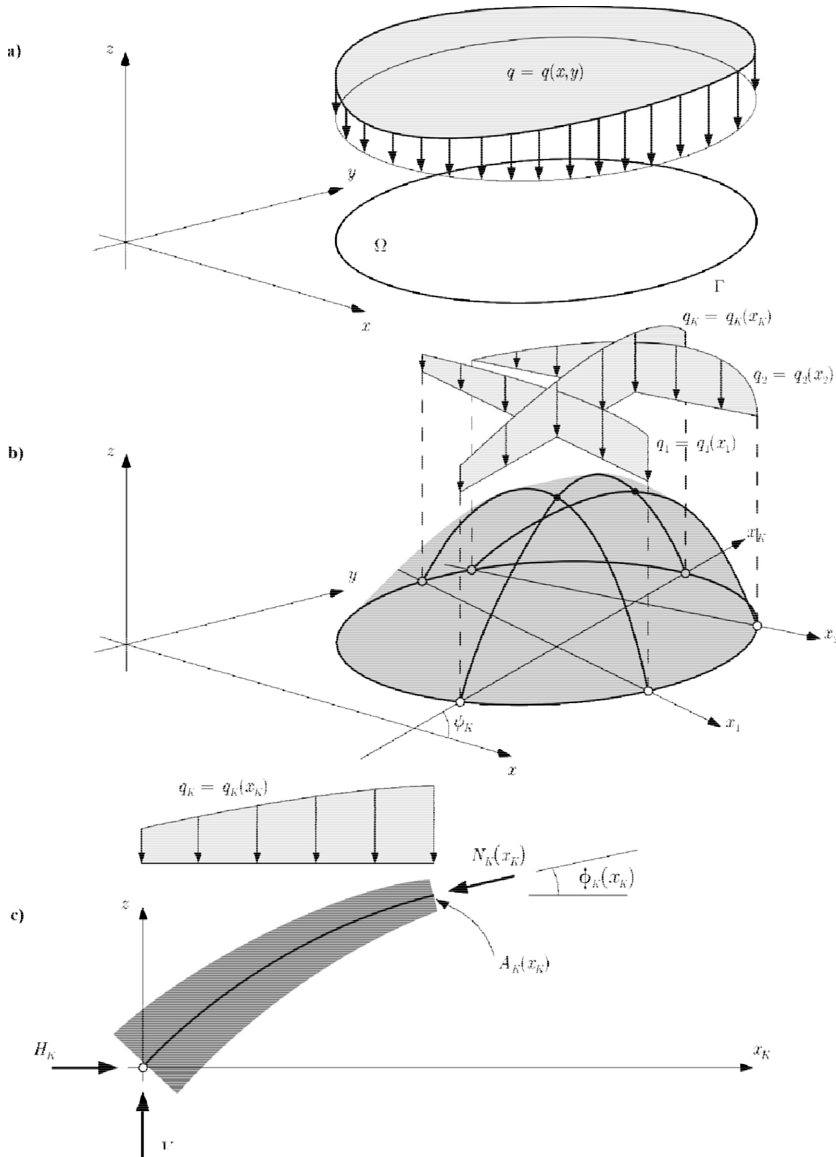 a)
z
q = q(x,y)
y
Ω
Γ
x
q_K = q_K(x_K)
q_2 = q_2(x_2)
q_1 = q_1(x_1)
b)
z
x_K
y
x_1
ψ_K
x
q_K = q_K(x_K)
N_K(x_K)
ϕ_K(x_K)
c)
z
A_K(x_K)
H_K
x_K